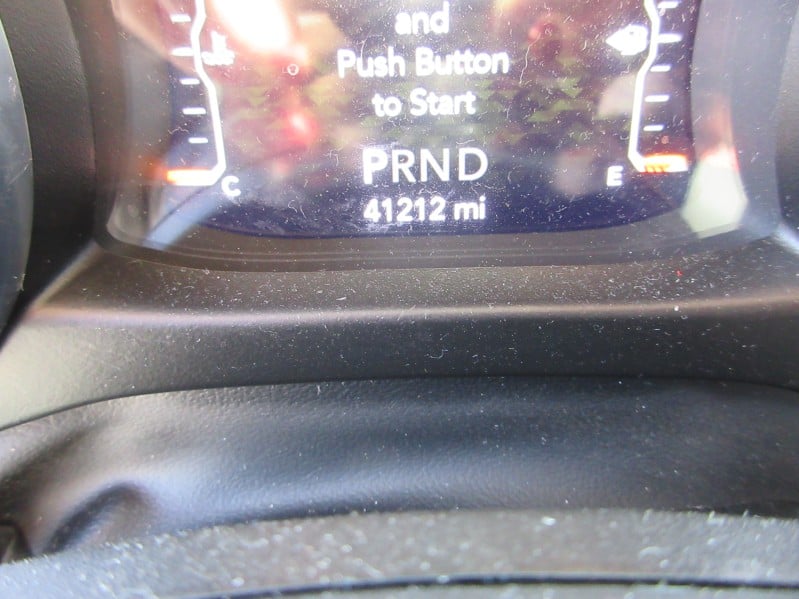 and
Push Button
to Start
PRND
C
E
41212 mi